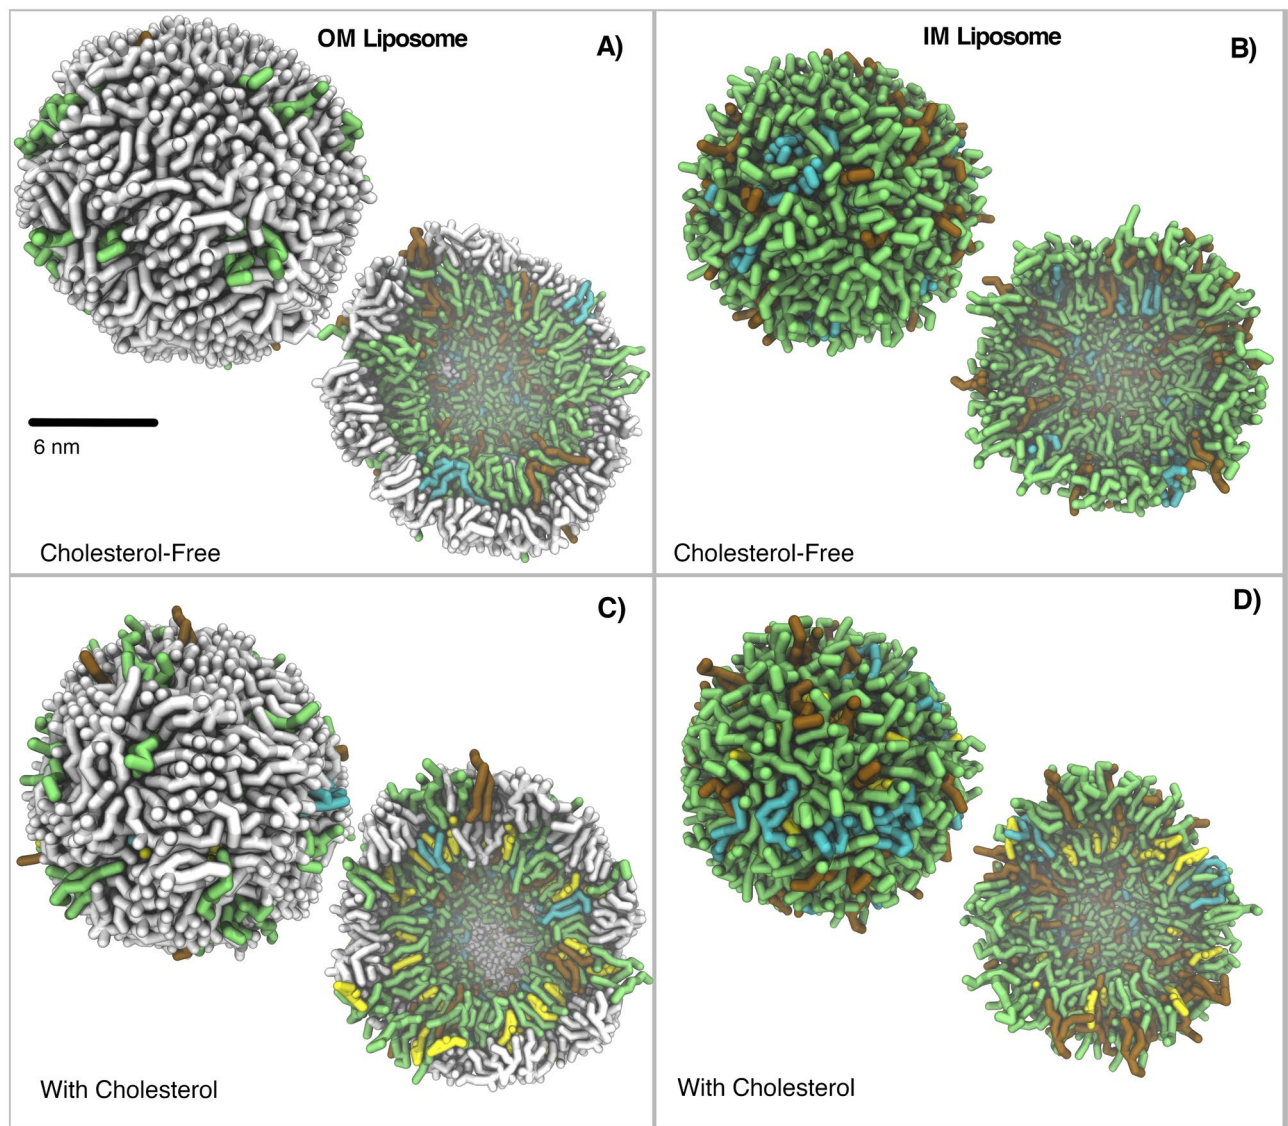 OM Liposome
A)
IM Liposome
B)
6 nm
Cholesterol-Free
Cholesterol-Free
C)
D)
With Cholesterol
With Cholesterol